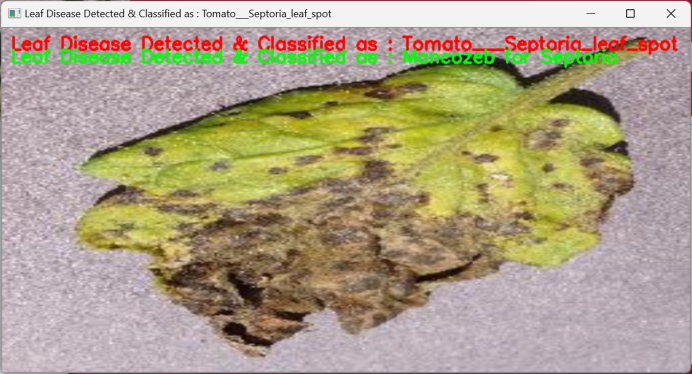 Leaf Disease Detected & Classified as : Tomato___Septoria_leaf_spot
Leaf Disease Detected & Classified as : Tomato___Septoria_leaf_spot
Leaf Disease Detected & Classified as : Mancozeb for Septoria